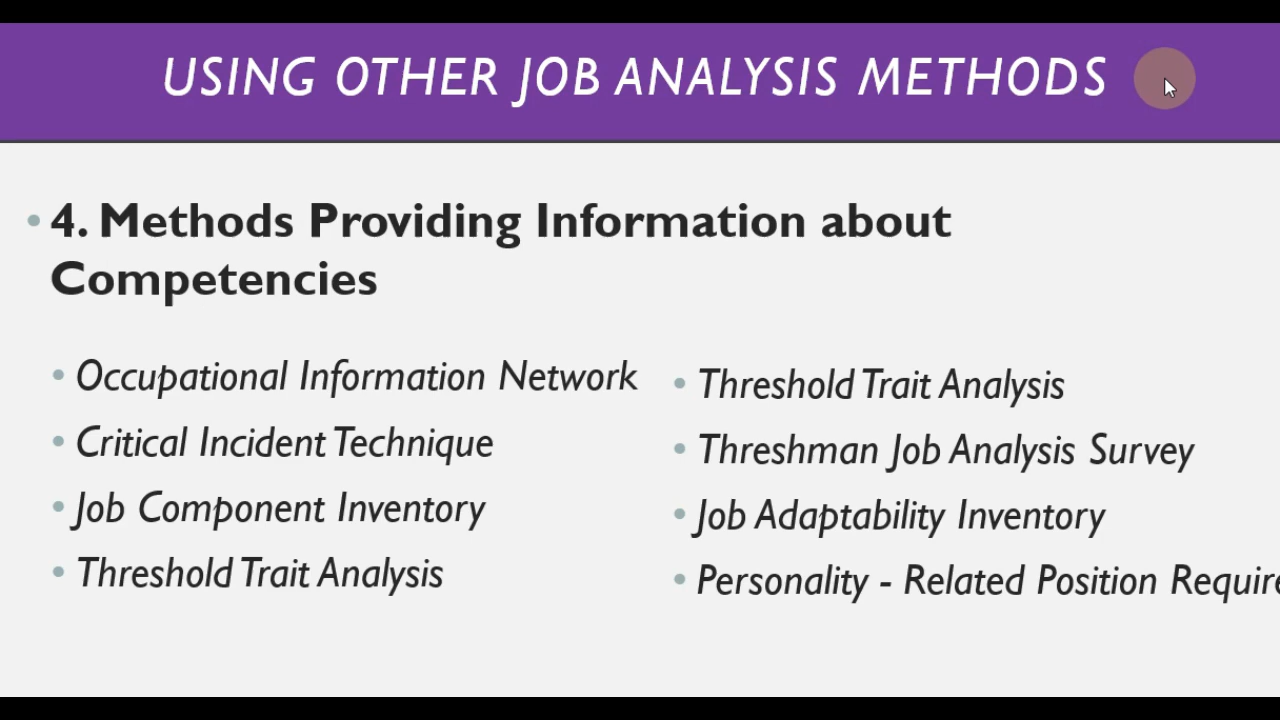 USING OTHER JOB ANALYSIS METHODS
• 4. Methods Providing Information about
Competencies
• Occupational Information Network
• Critical Incident Technique
• Job Component Inventory
• Threshold Trait Analysis
• Threshold Trait Analysis
• Threshman Job Analysis Survey
• Job Adaptability Inventory
• Personality - Related Position